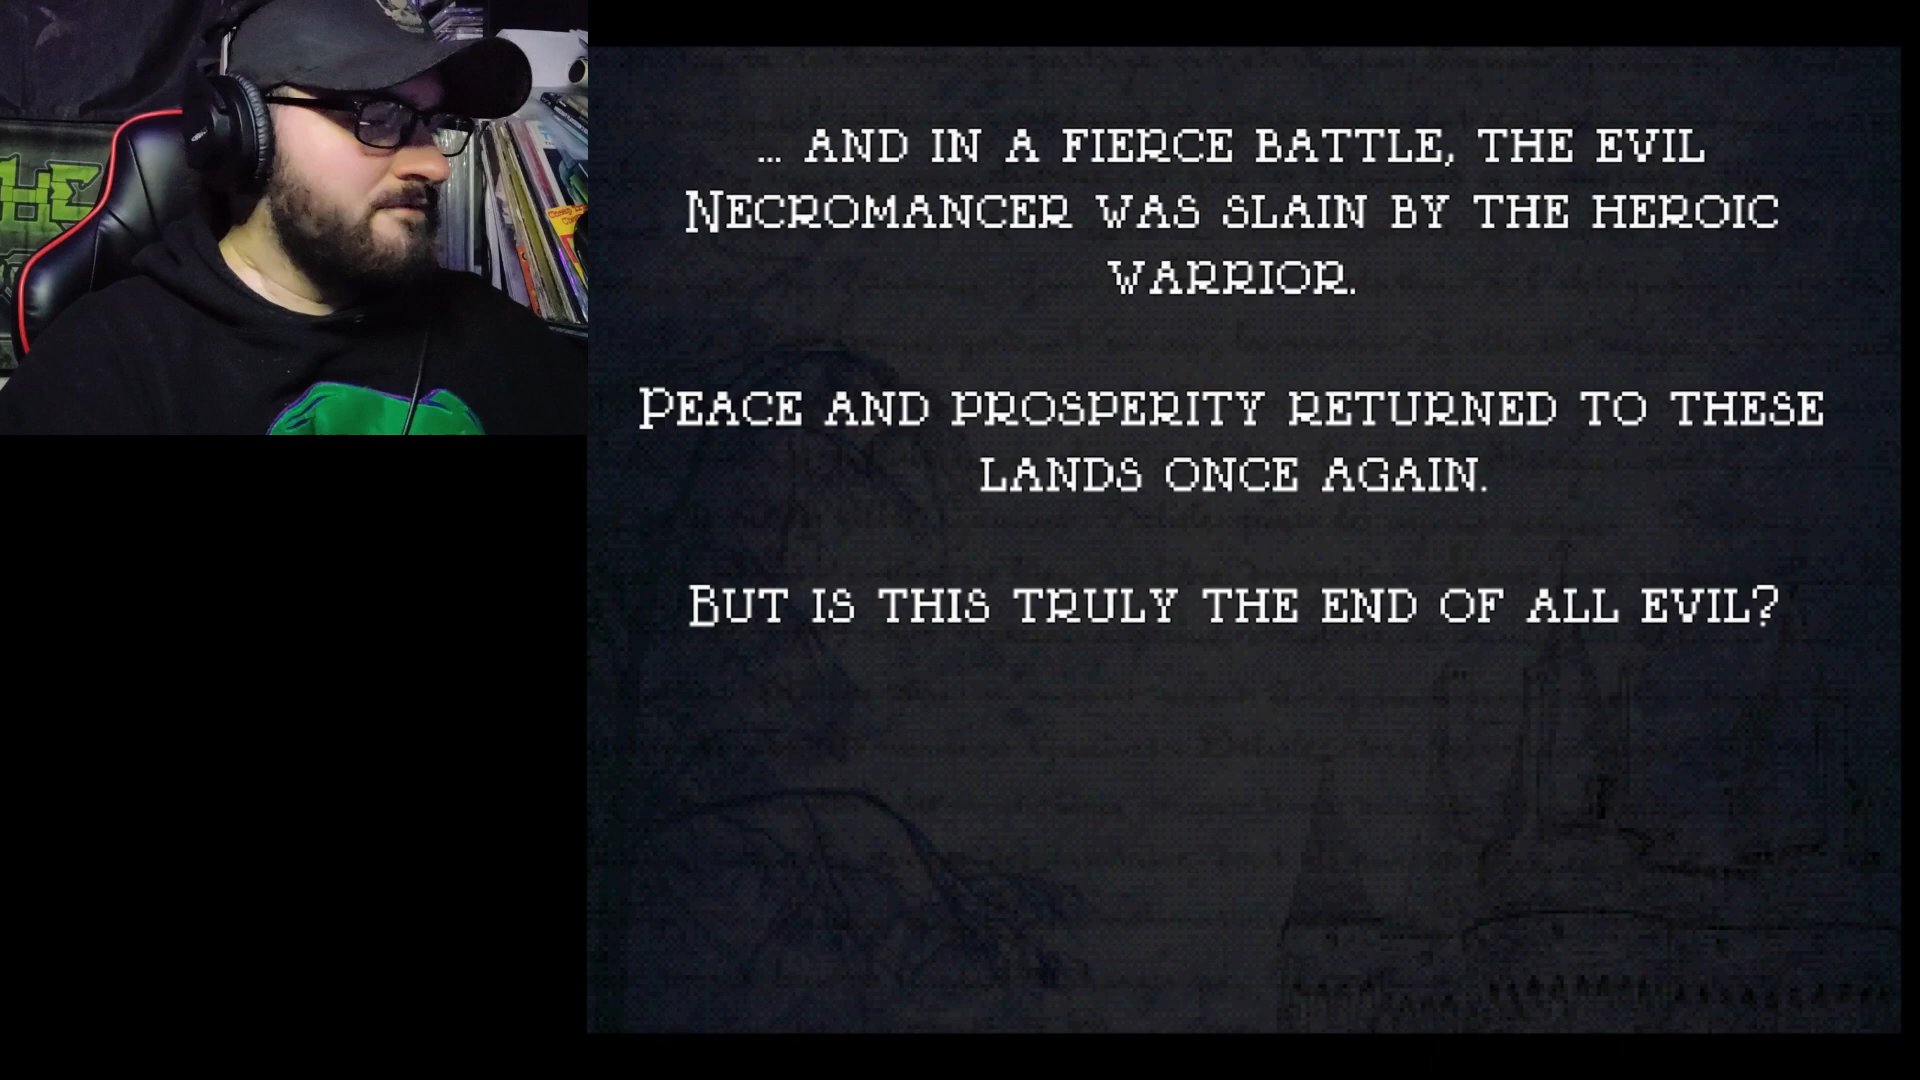 ... AND IN A FIERCE BATTLE, THE EVIL
NECROMANCER WAS SLAIN BY THE HEROIC
WARRIOR.
PEACE AND PROSPERITY RETURNED TO THESE
LANDS ONCE AGAIN.
BUT IS THIS TRULY THE END OF ALL EVIL?